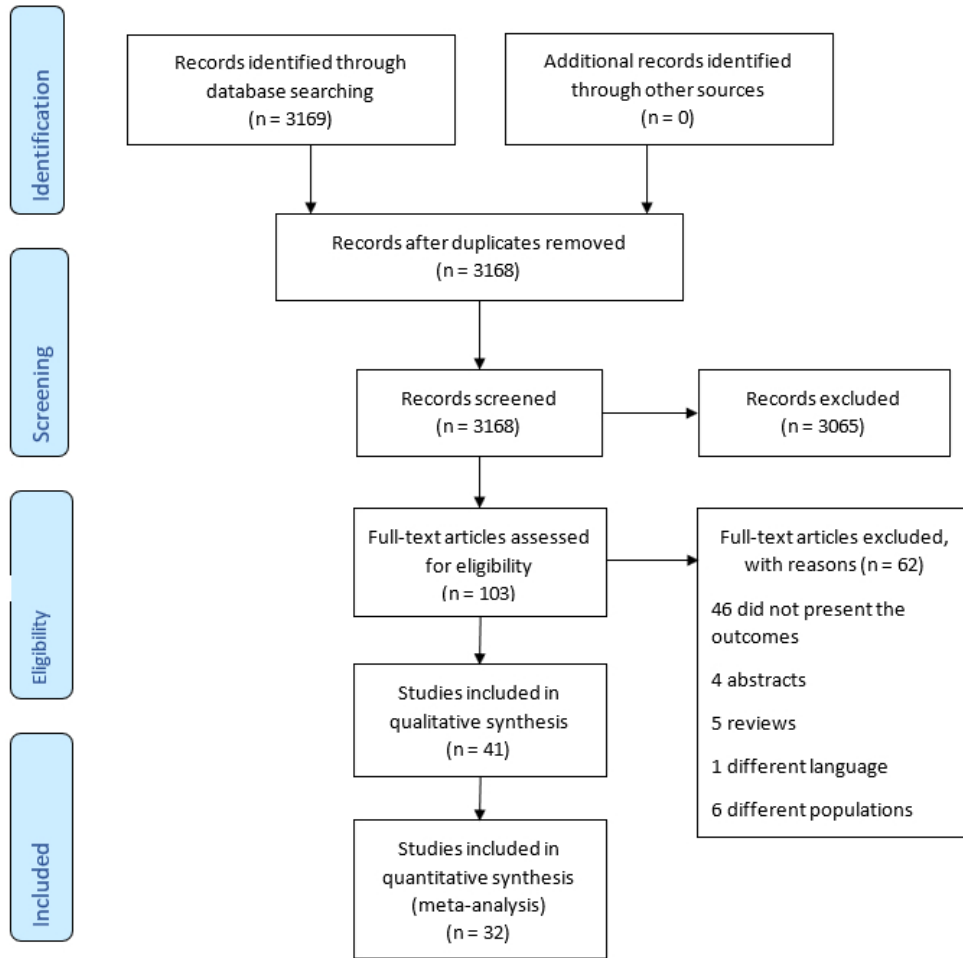 Identification
Records identified through
database searching
(n = 3169)
Additional records identified
through other sources
(n = 0)
Records after duplicates removed
(n = 3168)
Screening
Records screened
(n = 3168)
Records excluded
(n = 3065)
Eligibility
Full-text articles assessed
for eligibility
(n = 103)
Full-text articles excluded,
with reasons (n = 62)
46 did not present the
outcomes
4 abstracts
5 reviews
1 different language
6 different populations
Studies included in
qualitative synthesis
(n = 41)
Included
Studies included in
quantitative synthesis
(meta-analysis)
(n = 32)